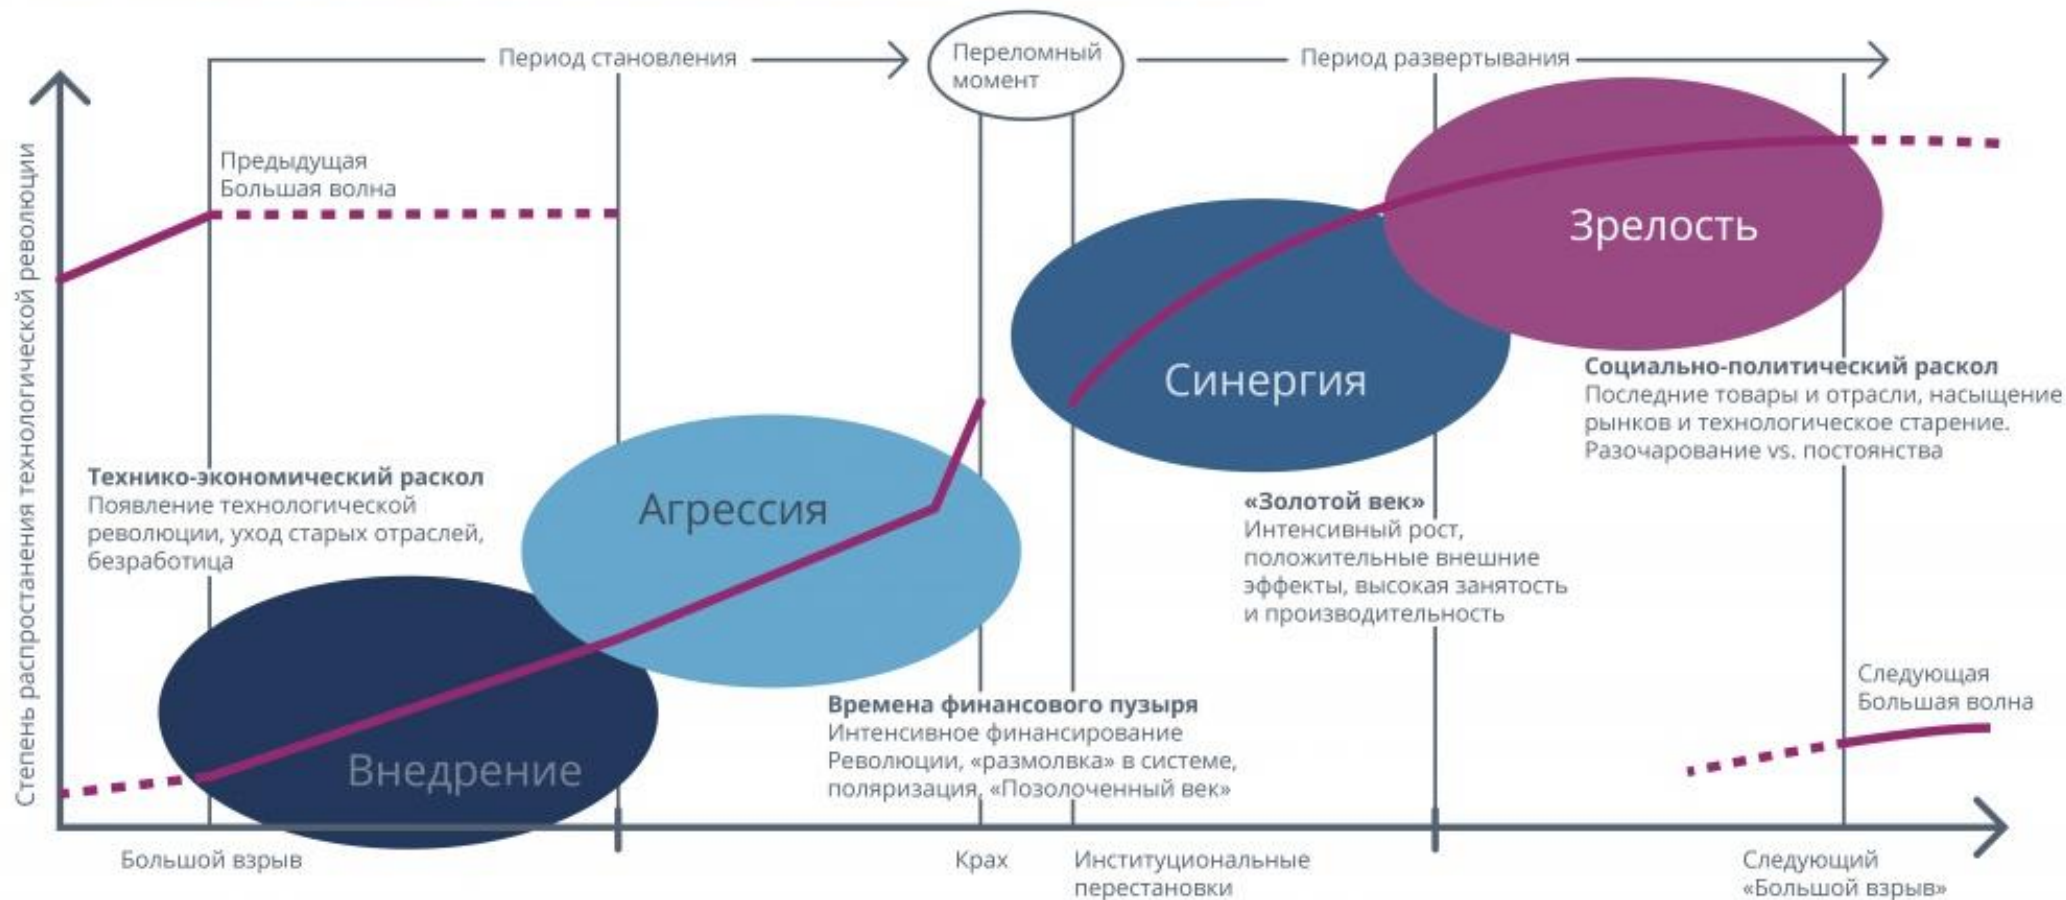 Период становления
Переломный
момент
Период развертывания
Степень распростанения технологической революции
Предыдущая
Большая волна
Зрелость
Синергия
Социально-политический раскол
Последние товары и отрасли, насыщение
рынков и технологическое старение.
Разочарование vs. постоянства
Технико-экономический раскол
Появление технологической
революции, уход старых отраслей,
безработица
Агрессия
«Золотой век»
Интенсивный рост,
положительные внешние
эффекты, высокая занятость
и производительность
Внедрение
Времена финансового пузыря
Интенсивное финансирование
Революции, «размолвка» в системе,
поляризация, «Позолоченный век»
Следующая
Большая волна
Большой взрыв
Крах
Институциональные
перестановки
Следующий
«Большой взрыв»